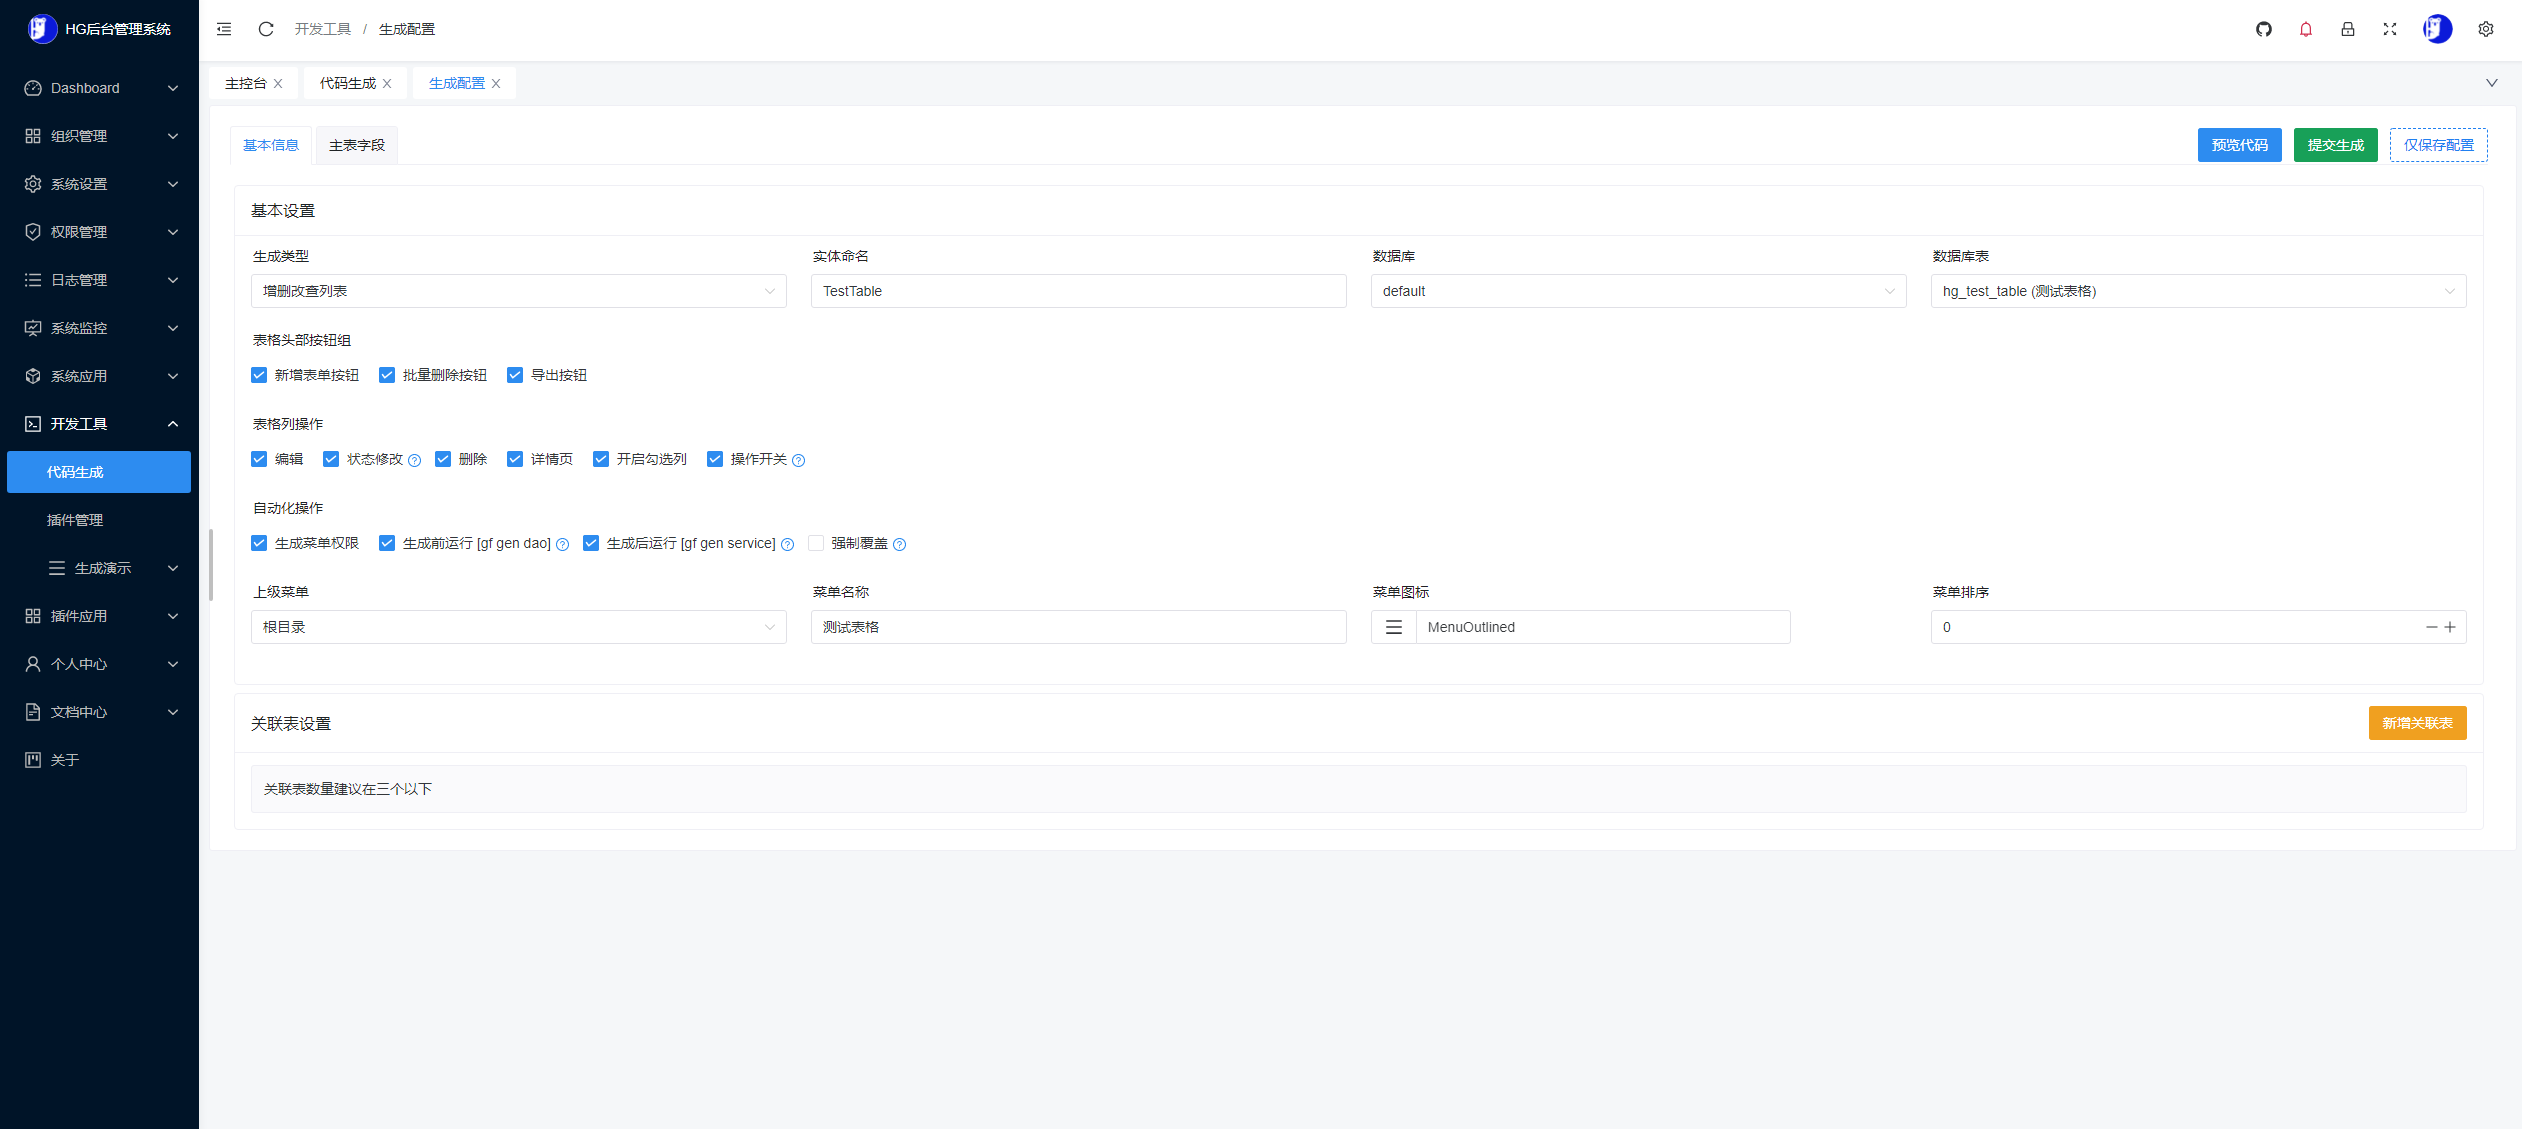 HG后台管理系统
开发工具 / 生成配置
Dashboard
组织管理
系统设置
权限管理
日志管理
系统监控
系统应用
开发工具
代码生成
插件管理
生成演示
插件应用
个人中心
文档中心
关于
主控台 代码生成 生成配置
基本信息 主表字段 预览代码 提交生成 仅保存配置
基本设置
生成类型 实体命名 数据库 数据库表
增删改查列表 TestTable default hg_test_table (测试表格)
表格头部按钮组
新增表单按钮 批量删除按钮 导出按钮
表格列操作
编辑 状态修改 删除 详情页 开启勾选列 操作开关
自动化操作
生成菜单权限 生成前运行 [gf gen dao] 生成后运行 [gf gen service] 强制覆盖
上级菜单 菜单名称 菜单图标 菜单排序
根目录 测试表格 MenuOutlined 0
关联表设置 新增关联表
关联表数量建议在三个以下